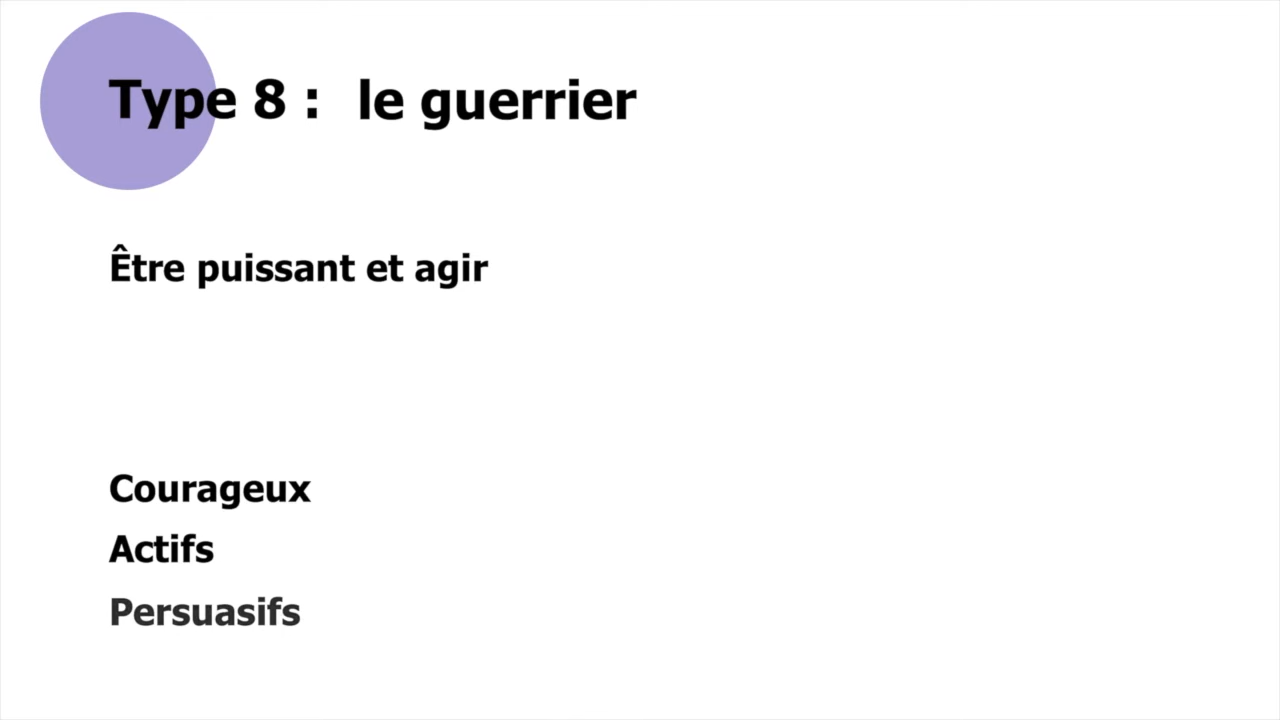 Type 8 : le guerrier
Être puissant et agir
Courageux
Actifs
Persuasifs